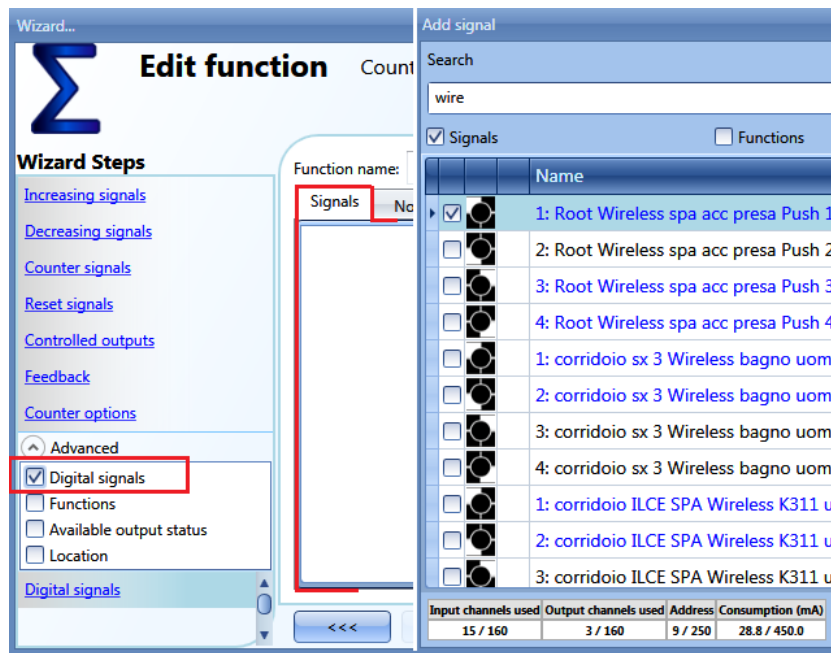 Wizard...
Edit function Count
Wizard Steps
Increasing signals
Decreasing signals
Counter signals
Reset signals
Controlled outputs
Feedback
Counter options
Advanced
Digital signals
Functions
Available output status
Location
Digital signals
Function name:
Signals No
<<<
Add signal
Search
wire
Signals Functions
Name
1: Root Wireless spa acc presa Push 1
2: Root Wireless spa acc presa Push 2
3: Root Wireless spa acc presa Push 3
4: Root Wireless spa acc presa Push 4
1: corridoio sx 3 Wireless bagno uom
2: corridoio sx 3 Wireless bagno uom
3: corridoio sx 3 Wireless bagno uom
4: corridoio sx 3 Wireless bagno uom
1: corridoio ILCE SPA Wireless K311 u
2: corridoio ILCE SPA Wireless K311 u
3: corridoio ILCE SPA Wireless K311 u
Input channels used Output channels used Address Consumption (mA)
15 / 160 3 / 160 9 / 250 28.8 / 450.0